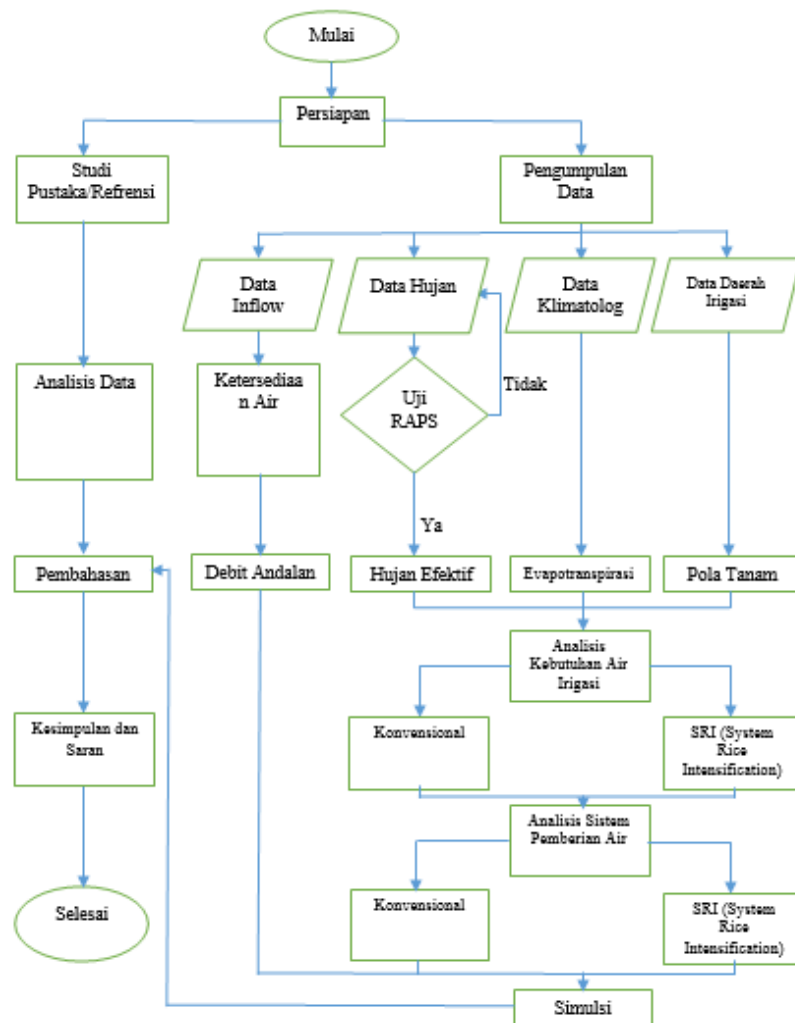 Mulai
Persiapan
Studi
Pustaka/Refrensi
Pengumpulan
Data
Data
Inflow
Data Hujan
Data
Klimatolog
Data Daerah
Irigasi
Analisis Data
Ketersediaa
n Air
Uji
RAPS
Tidak
Ya
Pembahasan
Debit Andalan
Hujan Efektif
Evapotranspirasi
Pola Tanam
Analisis
Kebutuhan Air
Irigasi
Kesimpulan dan
Saran
Konvensional
SRI (System
Rice
Intensification)
Analisis Sistem
Pemberian Air
Selesai
Konvensional
SRI (System
Rice
Intensification)
Simulsi